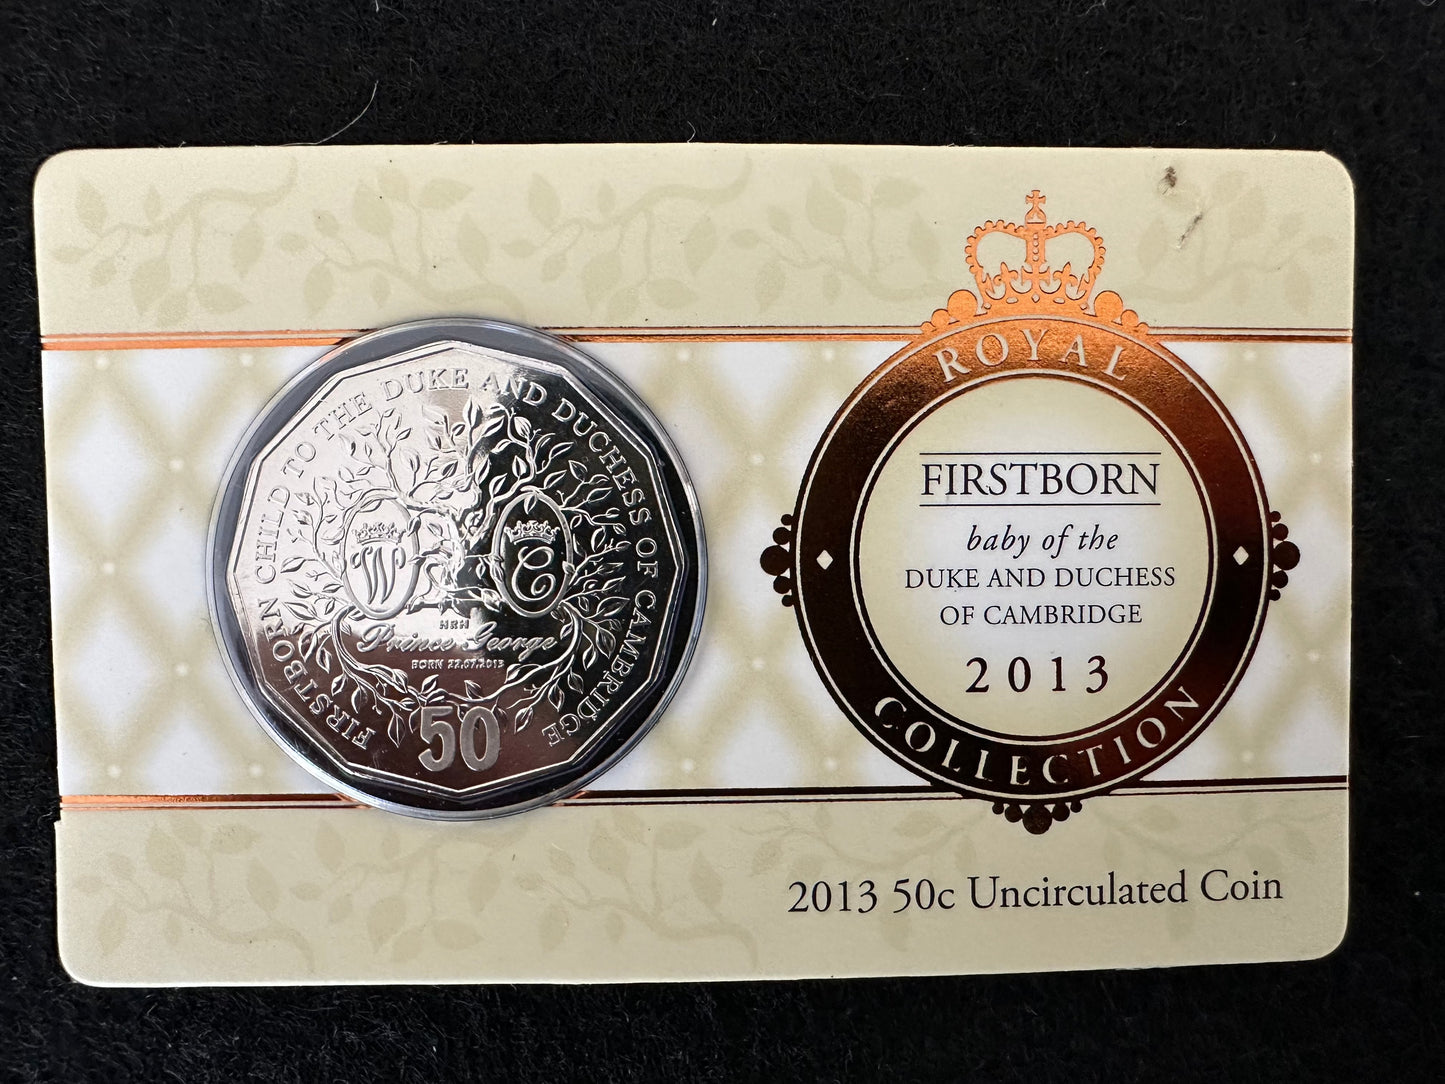 FIRSTBORN CHILD TO THE DUKE AND DUCHESS OF CAMBRIDGE
W
C
HRH
Prince George
BORN 22.07.2013
50
ROYAL
FIRSTBORN
baby of the
DUKE AND DUCHESS
OF CAMBRIDGE
2013
COLLECTION
2013 50c Uncirculated Coin